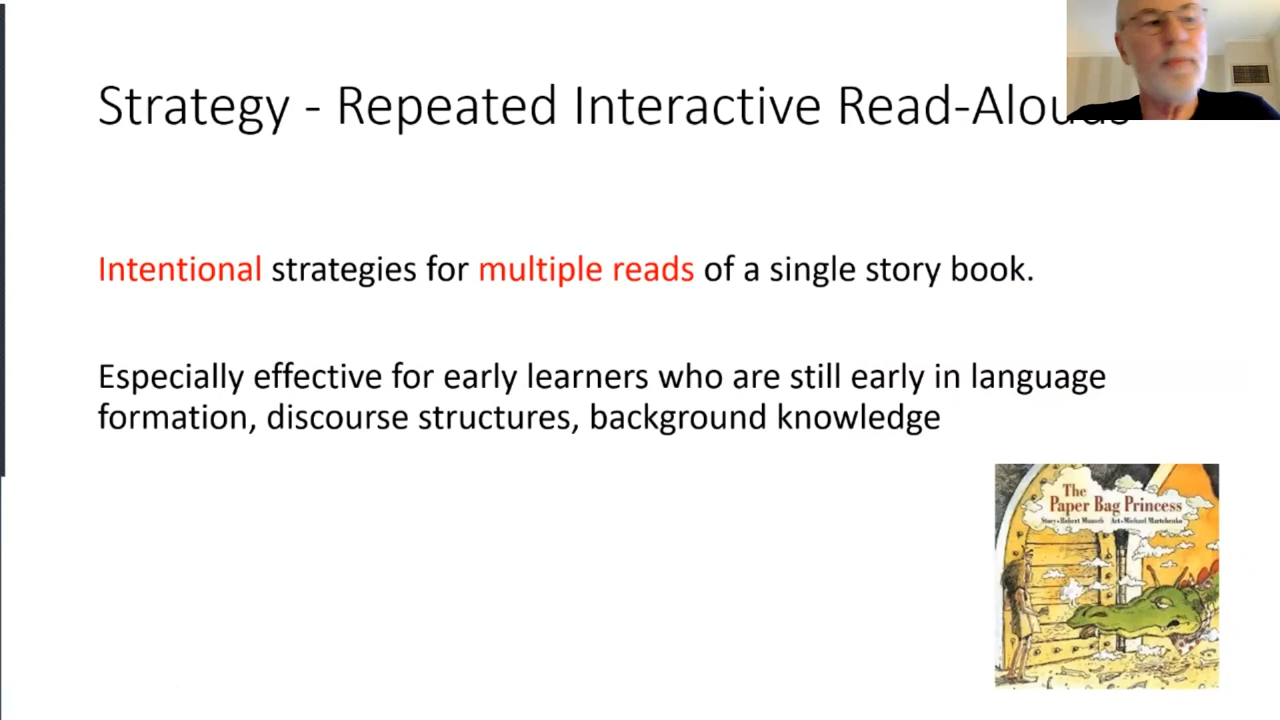 Strategy - Repeated Interactive Read-Alouds
Intentional strategies for multiple reads of a single story book.
Especially effective for early learners who are still early in language
formation, discourse structures, background knowledge
The
Paper Bag Princess
Story • Robert Munsch Art • Michael Martchenko